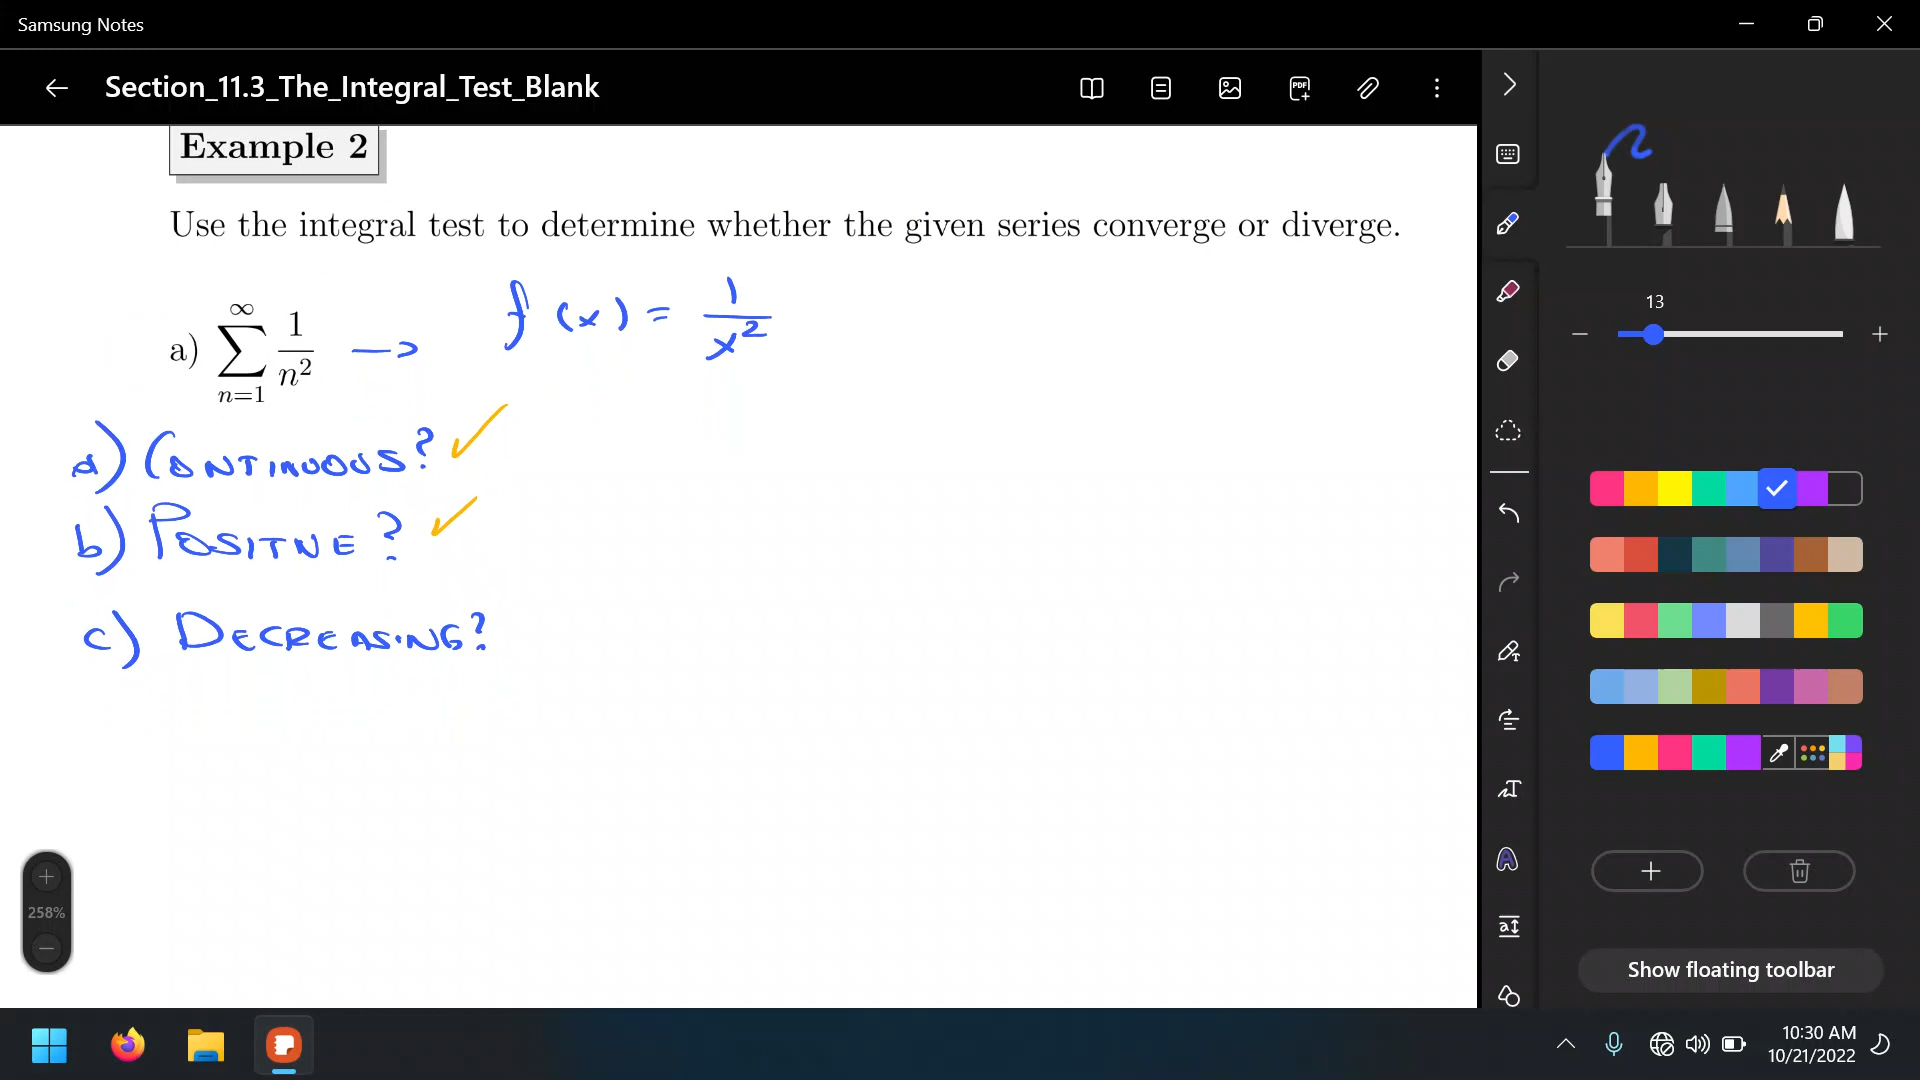 Samsung Notes
Section_11.3_The_Integral_Test_Blank
PDF
Example 2
Use the integral test to determine whether the given series converge or diverge.
a) ∑_{n=1}^{∞} 1/n² —> f(x) = 1/x²
a) CONTINUOUS? ✓
b) POSITIVE? ✓
c) DECREASING?
13
258%
Show floating toolbar
10:30 AM
10/21/2022